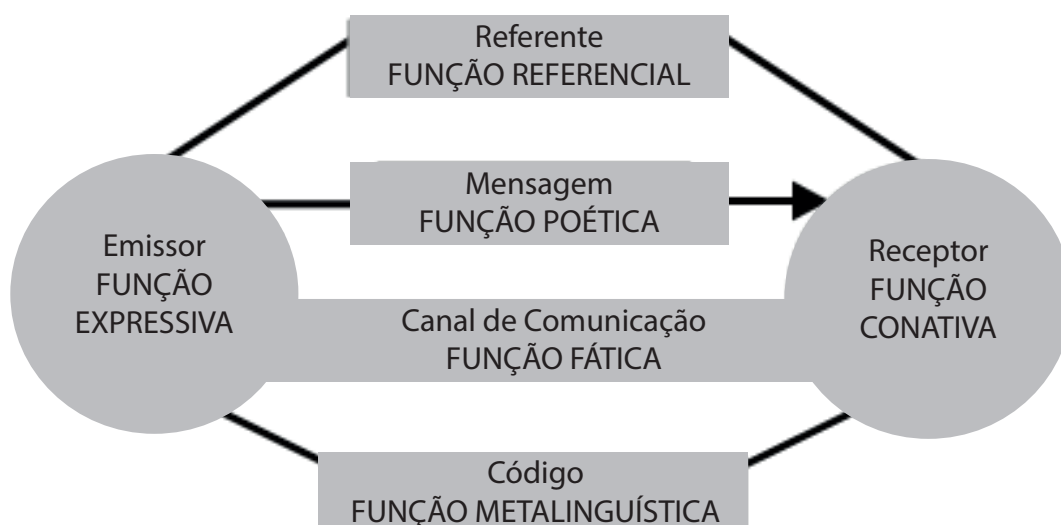 Referente
FUNÇÃO REFERENCIAL
Mensagem
FUNÇÃO POÉTICA
Emissor
FUNÇÃO
EXPRESSIVA
Canal de Comunicação
FUNÇÃO FÁTICA
Receptor
FUNÇÃO
CONATIVA
Código
FUNÇÃO METALINGUÍSTICA